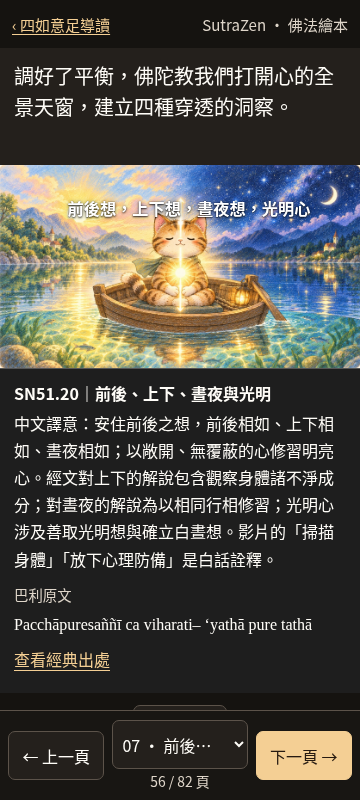 ‹ 四如意足導讀
SutraZen · 佛法繪本
調好了平衡，佛陀教我們打開心的全
景天窗，建立四種穿透的洞察。
前後想，上下想，晝夜想，光明心
SN51.20｜前後、上下、晝夜與光明
中文譯意：安住前後之想，前後相如、上下相
如、晝夜相如；以敞開、無覆蔽的心修習明亮
心。經文對上下的解說包含觀察身體諸不淨成
分；對晝夜的解說為以相同行相修習；光明心
涉及善取光明想與確立白晝想。影片的「掃描
身體」「放下心理防備」是白話詮釋。
巴利原文
Pacchāpuresaññī ca viharati– ‘yathā pure tathā
查看經典出處
← 上一頁
07 · 前後…
下一頁 →
56 / 82 頁